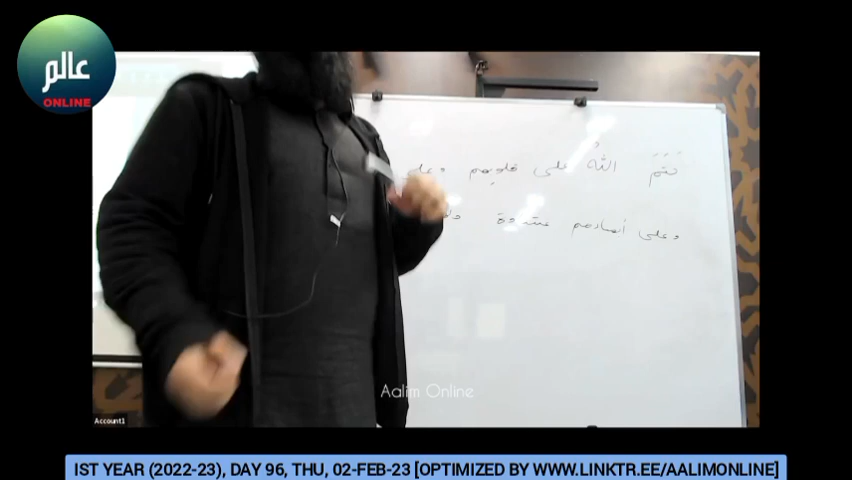 عالم
ONLINE
ختم اللهُ على قلوبهم وعلى
وعلى أبصارهم غشاوة
Aalim Online
Account1
IST YEAR (2022-23), DAY 96, THU, 02-FEB-23 [OPTIMIZED BY WWW.LINKTR.EE/AALIMONLINE]